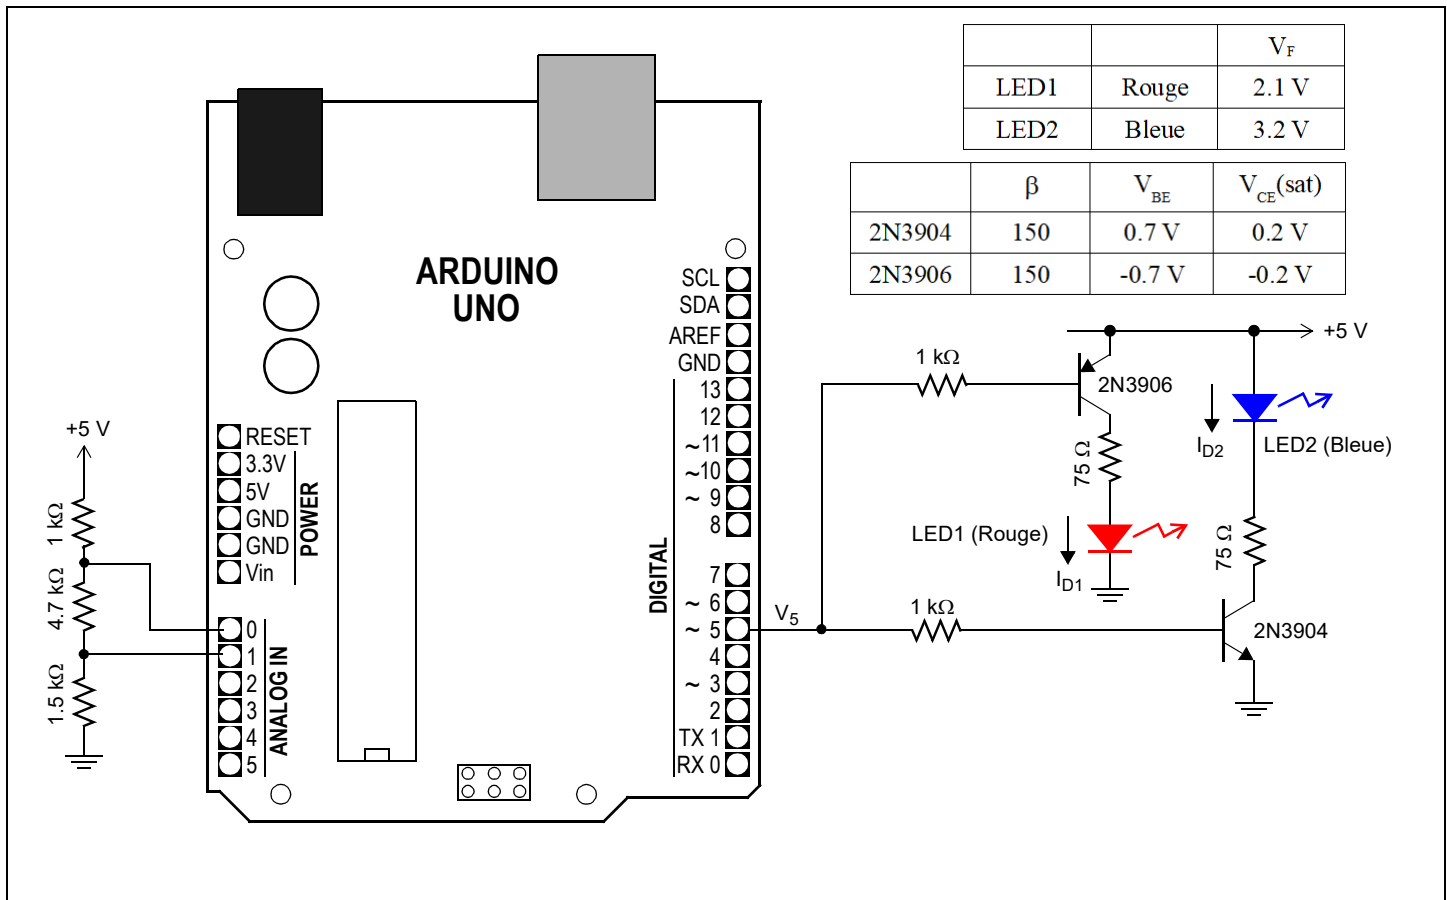 V_F
LED1 Rouge 2.1 V
LED2 Bleue 3.2 V
β V_BE V_CE(sat)
2N3904 150 0.7 V 0.2 V
2N3906 150 -0.7 V -0.2 V
ARDUINO
UNO
SCL
SDA
AREF
GND
13
12
~11
~10
~ 9
8
7
~ 6
~ 5
4
~ 3
2
TX 1
RX 0
DIGITAL
RESET
3.3V
5V
GND
GND
Vin
POWER
0
1
2
3
4
5
ANALOG IN
+5 V
1 kΩ
4.7 kΩ
1.5 kΩ
+5 V
1 kΩ
2N3906
75 Ω
LED1 (Rouge)
I_D1
I_D2
LED2 (Bleue)
75 Ω
V_5
1 kΩ
2N3904